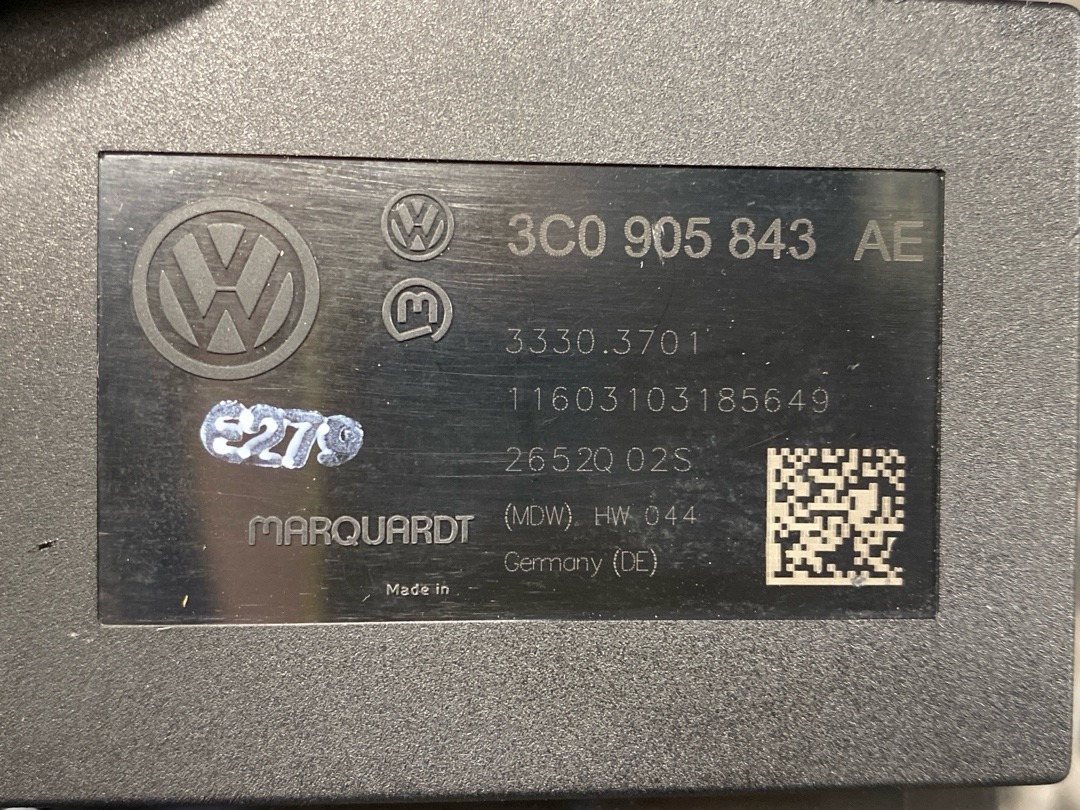 3C0 905 843 AE
3330.3701
11603103185649
2652Q 02S
(MDW) HW 044
Germany (DE)
MARQUARDT
Made in